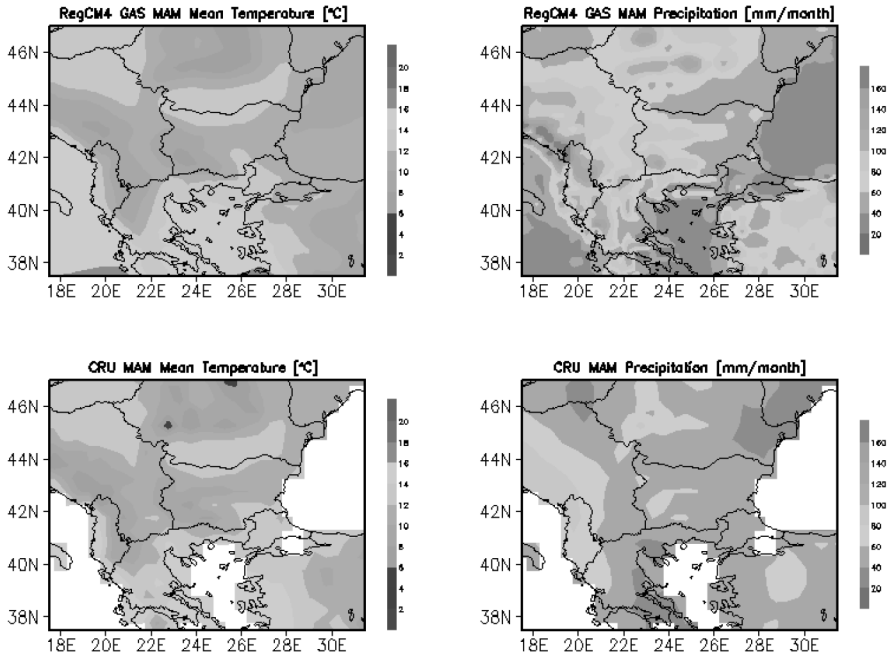 RegCM4 GAS MAM Mean Temperature [°C]
46N
44N
42N
40N
38N
18E 20E 22E 24E 26E 28E 30E
20
18
16
14
12
10
8
6
4
2
RegCM4 GAS MAM Precipitation [mm/month]
46N
44N
42N
40N
38N
18E 20E 22E 24E 26E 28E 30E
160
140
120
100
80
60
40
20
CRU MAM Mean Temperature [°C]
46N
44N
42N
40N
38N
18E 20E 22E 24E 26E 28E 30E
20
18
16
14
12
10
8
6
4
2
CRU MAM Precipitation [mm/month]
46N
44N
42N
40N
38N
18E 20E 22E 24E 26E 28E 30E
160
140
120
100
80
60
40
20